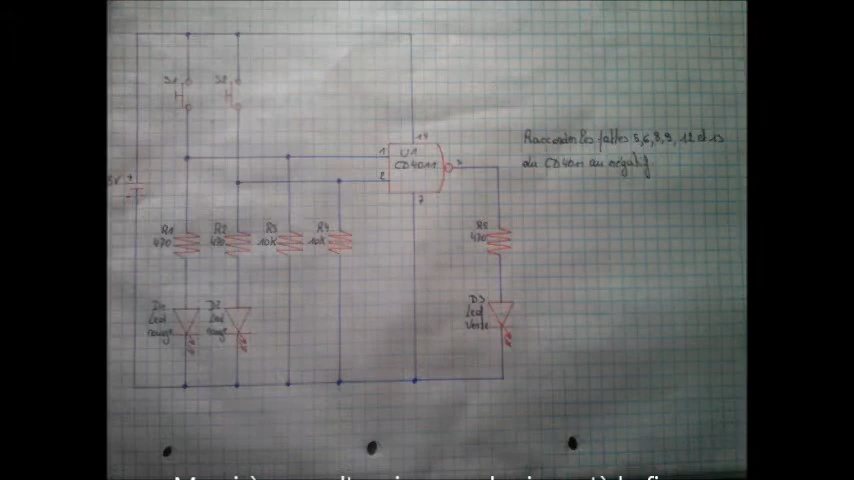 S1
S2
14
1
U1
CD4011
3
2
7
Raccorder les pattes 5,6,8,9, 12 et 13
du CD4011 au négatif
5V
+
-
R1
470
R2
R3
10K
R4
10K
R5
D1
Led
rouge
D2
Led
rouge
D3
Led
Verte